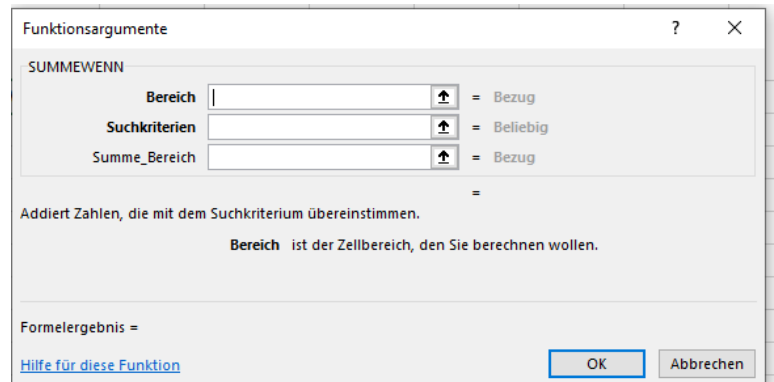 Funktionsargumente ? ×
SUMMEWENN
Bereich = Bezug
Suchkriterien = Beliebig
Summe_Bereich = Bezug
=
Addiert Zahlen, die mit dem Suchkriterium übereinstimmen.
Bereich ist der Zellbereich, den Sie berechnen wollen.
Formelergebnis =
Hilfe für diese Funktion OK Abbrechen